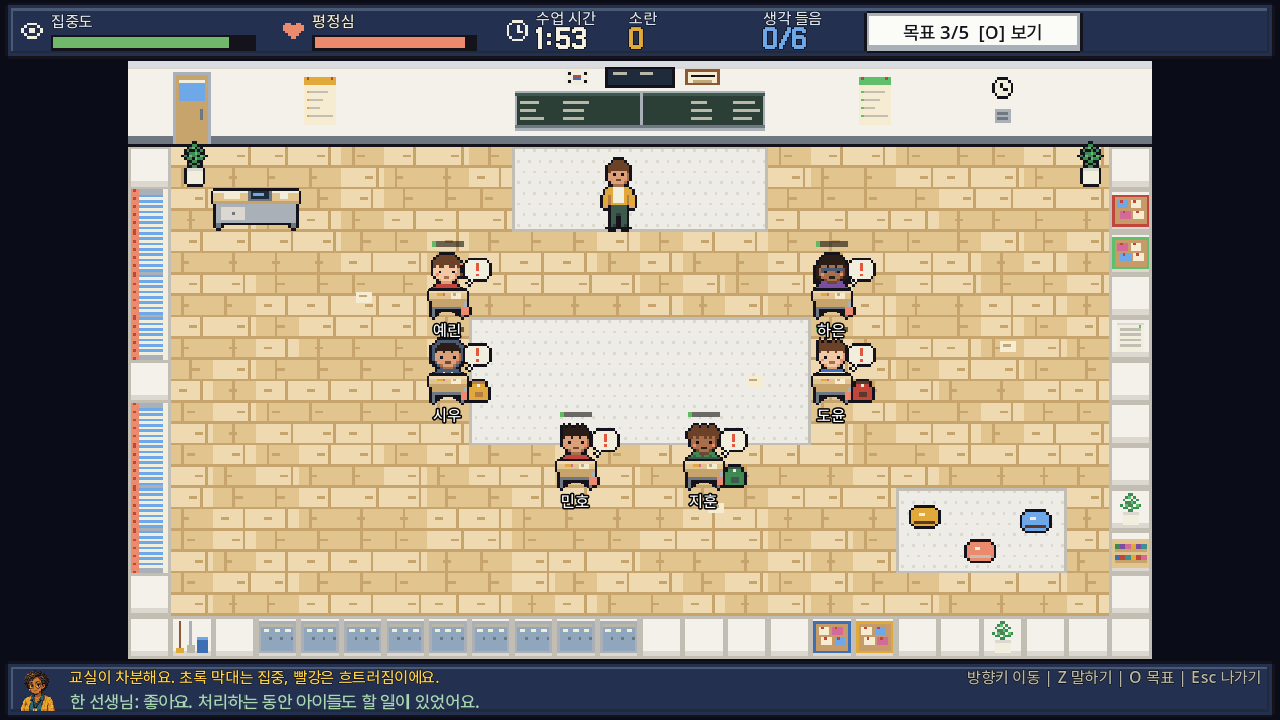 집중도
평정심
수업 시간
1:53
소란
0
생각 들음
0/6
목표 3/5 [O] 보기
예린
하은
시우
도윤
민호
지훈
교실이 차분해요. 초록 막대는 집중, 빨강은 흐트러짐이에요.
방향키 이동 | Z 말하기 | O 목표 | Esc 나가기
한 선생님: 좋아요. 처리하는 동안 아이들도 할 일이 있었어요.